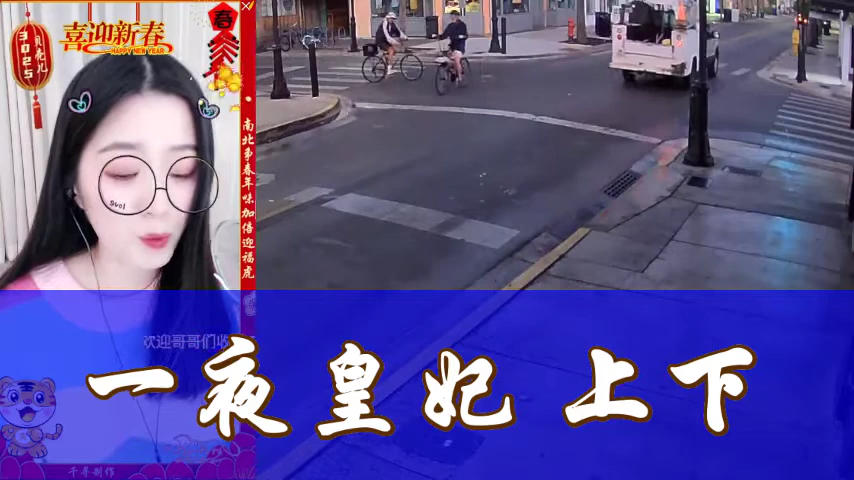 喜迎新春
HAPPY NEW YEAR
春
3025
南北争春年味加倍迎福虎
欢迎哥哥们收
一夜皇妃 上下
千寻制作